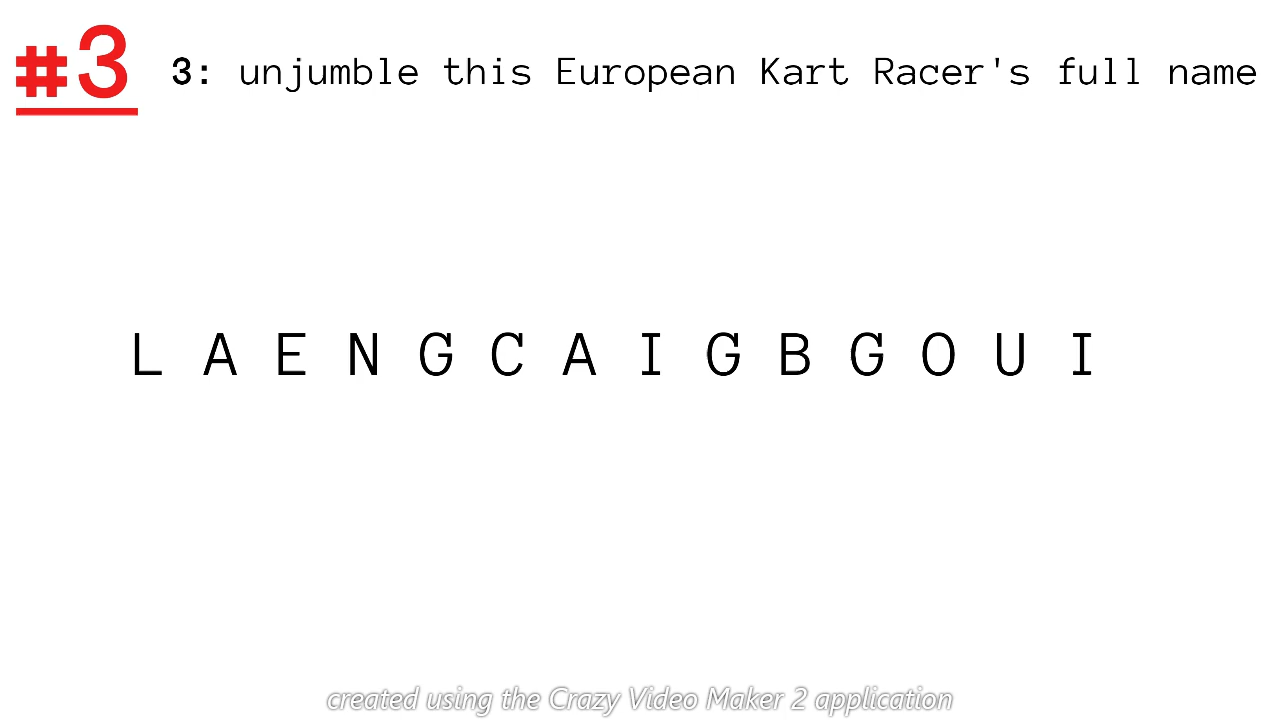 #3 3: unjumble this European Kart Racer's full name
L A E N G C A I G B G O U I
created using the Crazy Video Maker 2 application